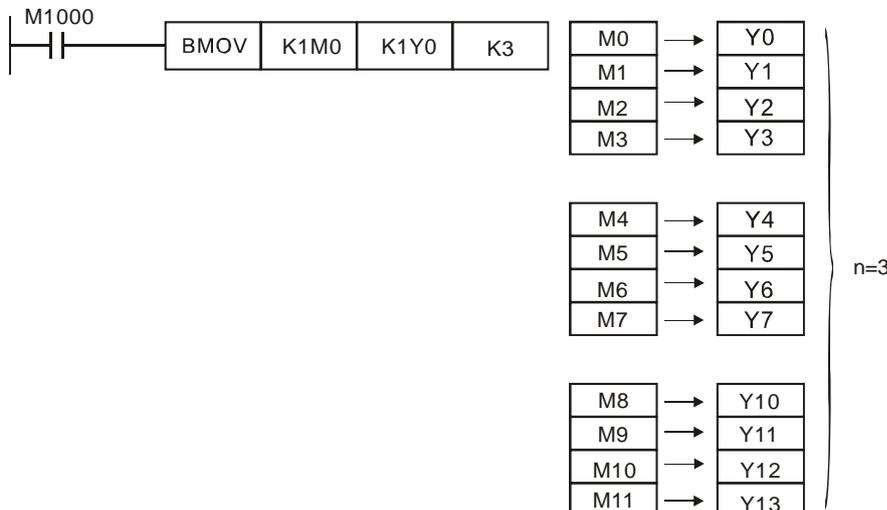 M1000
BMOV K1M0 K1Y0 K3
M0 Y0
M1 Y1
M2 Y2
M3 Y3
M4 Y4
M5 Y5
M6 Y6
M7 Y7
n=3
M8 Y10
M9 Y11
M10 Y12
M11 Y13